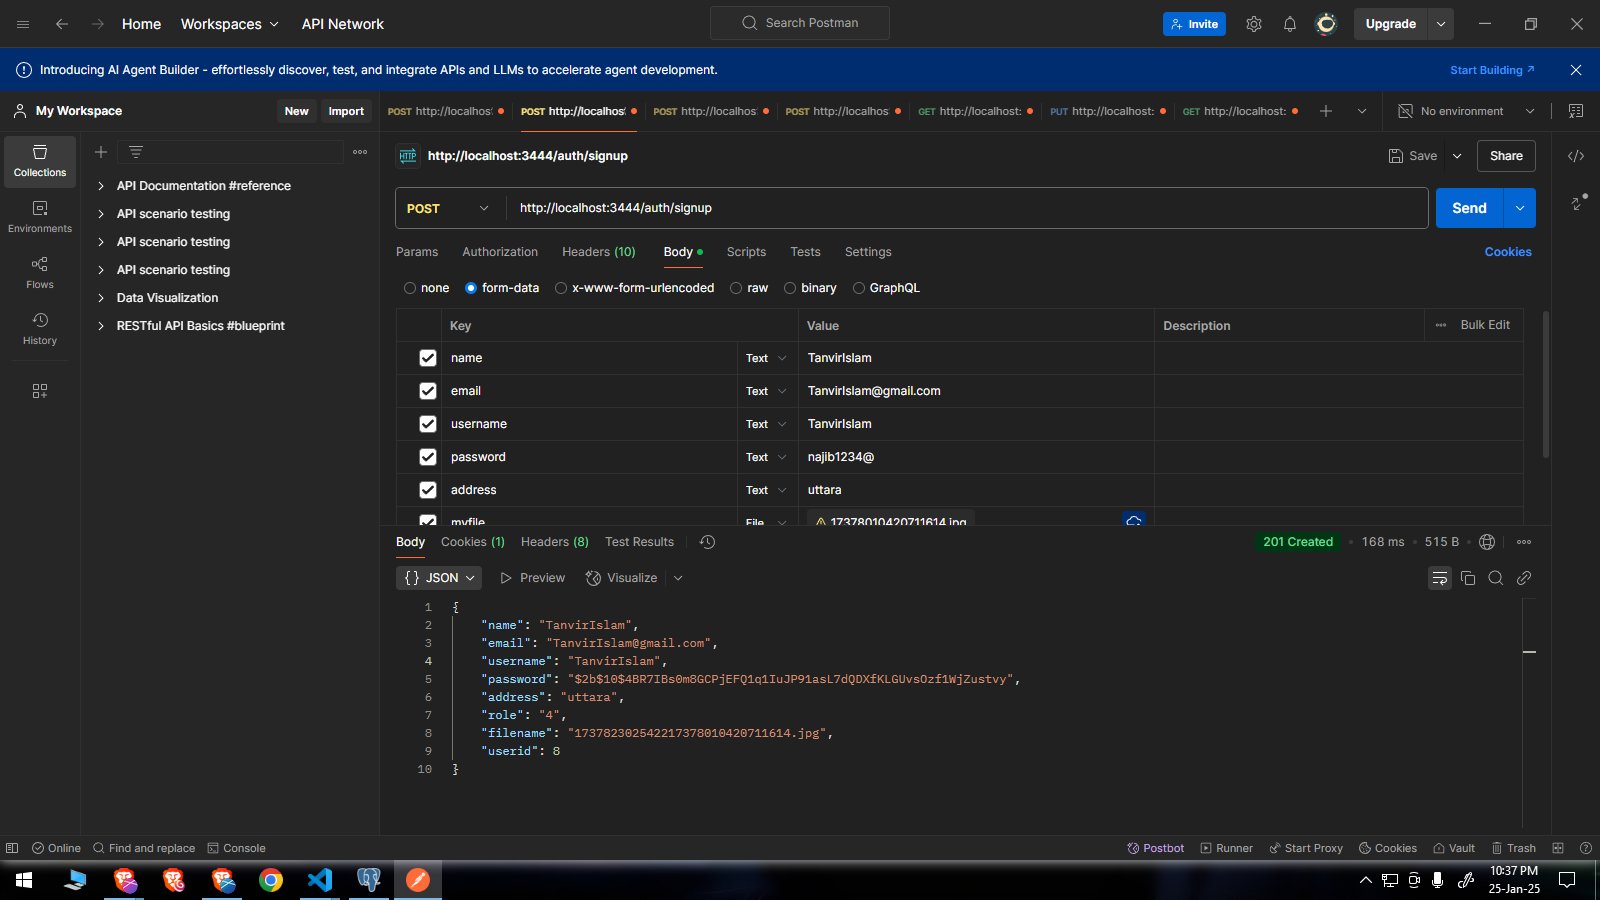 Home Workspaces API Network Search Postman Invite Upgrade
Introducing AI Agent Builder - effortlessly discover, test, and integrate APIs and LLMs to accelerate agent development. Start Building
My Workspace New Import POST http://localhost POST http://localhost: POST http://localhost POST http://localhost GET http://localhost: PUT http://localhost: GET http://localhost: No environment
Collections
Environments
Flows
History
API Documentation #reference
API scenario testing
API scenario testing
API scenario testing
Data Visualization
RESTful API Basics #blueprint
HTTP http://localhost:3444/auth/signup Save Share
POST http://localhost:3444/auth/signup Send
Params Authorization Headers (10) Body Scripts Tests Settings Cookies
none form-data x-www-form-urlencoded raw binary GraphQL
Key Value Description Bulk Edit
name Text TanvirIslam
email Text TanvirIslam@gmail.com
username Text TanvirIslam
password Text najib1234@
address Text uttara
myfile File 17378010420711614.jpg
Body Cookies (1) Headers (8) Test Results 201 Created 168 ms 515 B
{} JSON Preview Visualize
1 {
2 "name": "TanvirIslam",
3 "email": "TanvirIslam@gmail.com",
4 "username": "TanvirIslam",
5 "password": "$2b$10$4BR7IBs0m8GCPjEFQ1q1IuJP91asL7dQDXfKLGUvsOzf1WjZustvy",
6 "address": "uttara",
7 "role": "4",
8 "filename": "173782302542217378010420711614.jpg",
9 "userid": 8
10 }
Online Find and replace Console Postbot Runner Start Proxy Cookies Vault Trash
10:37 PM
25-Jan-25